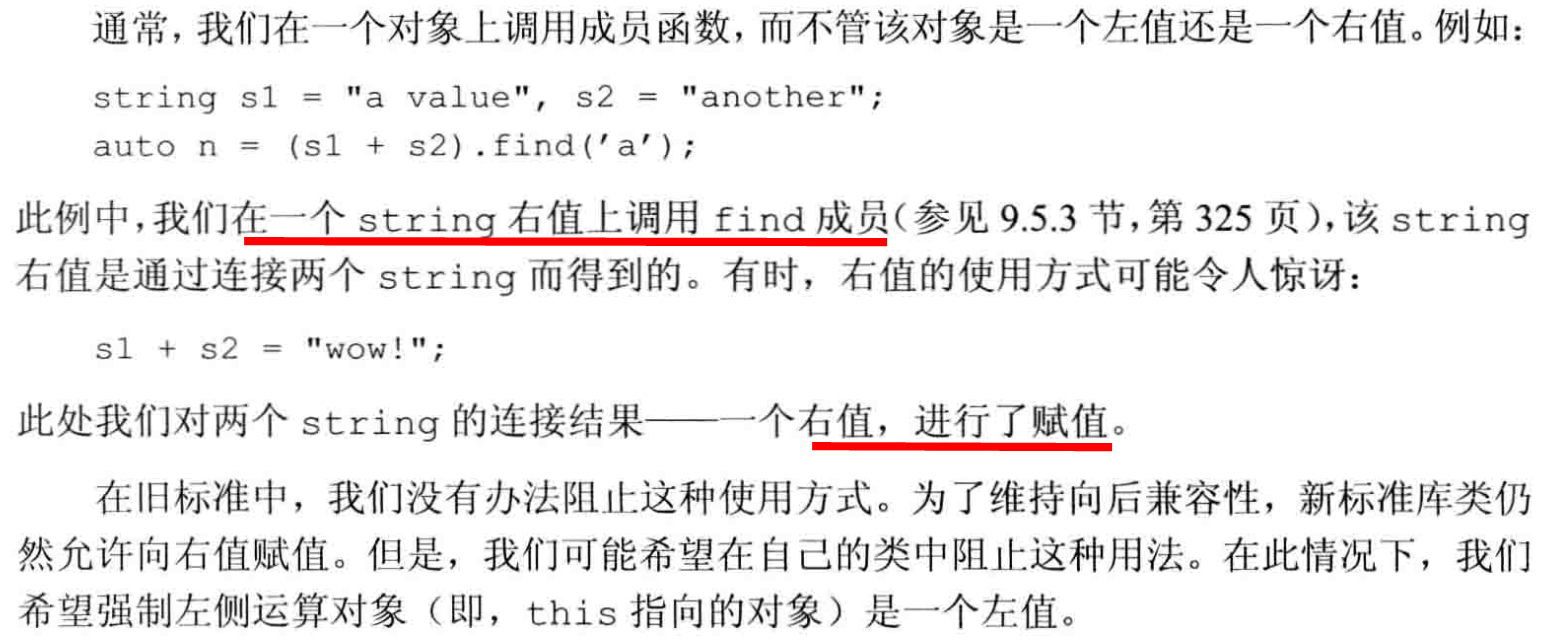 通常，我们在一个对象上调用成员函数，而不管该对象是一个左值还是一个右值。例如：
string s1 = "a value", s2 = "another";
auto n = (s1 + s2).find('a');
此例中，我们在一个 string 右值上调用 find 成员（参见 9.5.3 节，第 325 页），该 string
右值是通过连接两个 string 而得到的。有时，右值的使用方式可能令人惊讶：
s1 + s2 = "wow!";
此处我们对两个 string 的连接结果——一个右值，进行了赋值。
在旧标准中，我们没有办法阻止这种使用方式。为了维持向后兼容性，新标准库类仍
然允许向右值赋值。但是，我们可能希望在自己的类中阻止这种用法。在此情况下，我们
希望强制左侧运算对象（即，this 指向的对象）是一个左值。